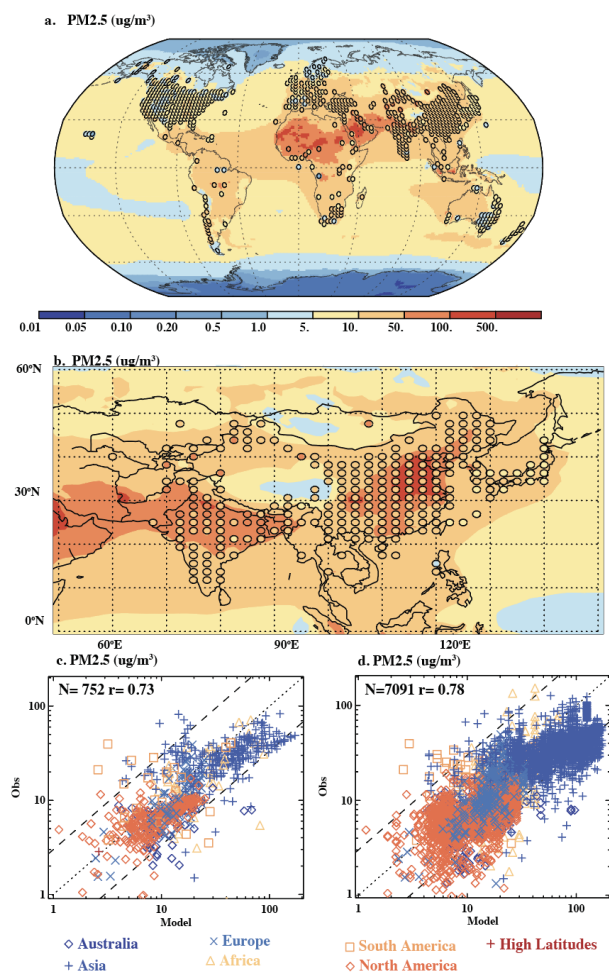 a. PM2.5 (ug/m³)
0.01 0.05 0.10 0.20 0.5 1.0 5. 10. 50. 100. 500.
b. PM2.5 (ug/m³)
60°N
30°N
0°N
60°E 90°E 120°E
c. PM2.5 (ug/m³)
N= 752 r= 0.73
100
10
1
Obs
1 10 100
Model
d. PM2.5 (ug/m³)
N=7091 r= 0.78
100
10
1
Obs
1 10 100
Model
Australia Europe South America High Latitudes
Asia Africa North America